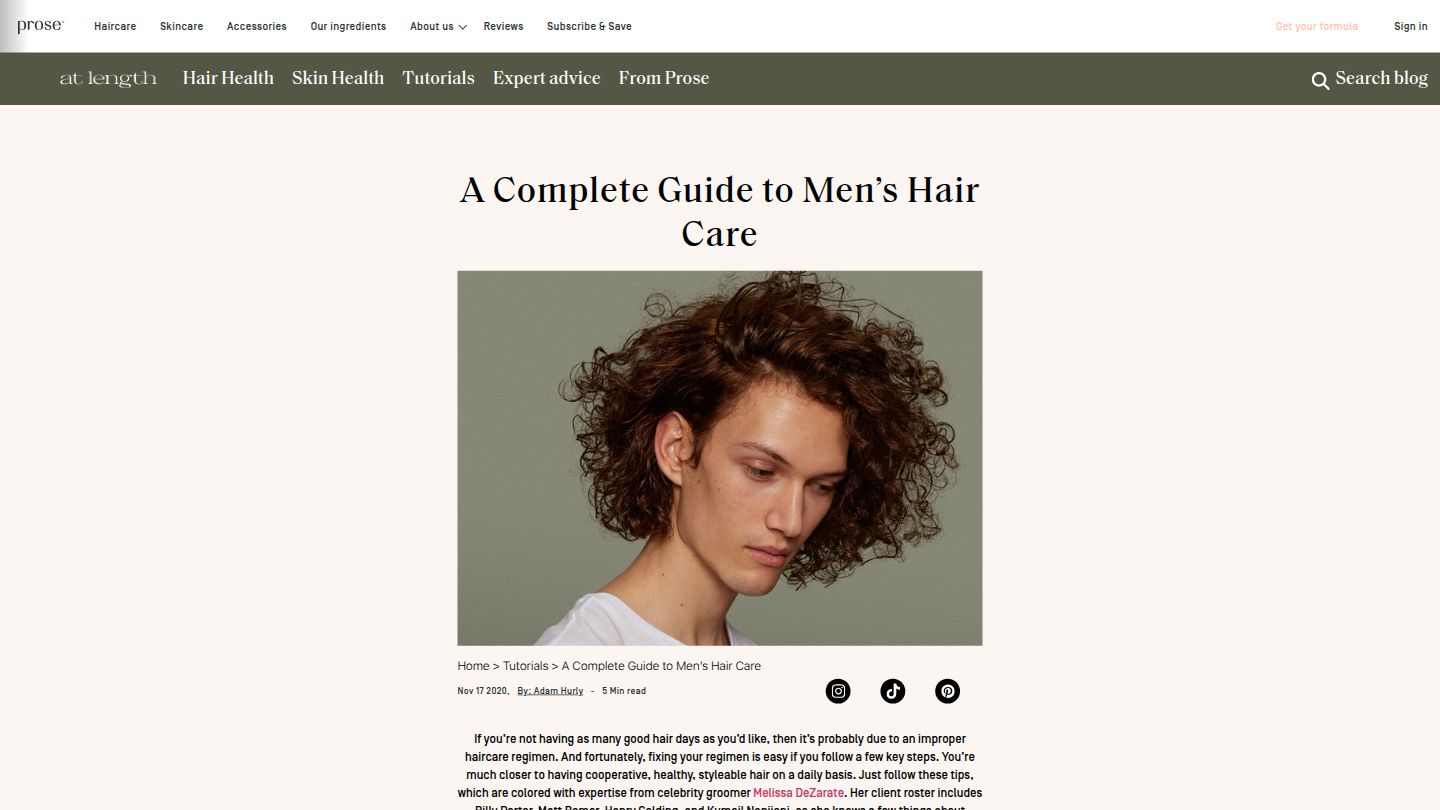 prose®
Haircare
Skincare
Accessories
Our ingredients
About us
Reviews
Subscribe & Save
Get your formula
Sign in
at length
Hair Health
Skin Health
Tutorials
Expert advice
From Prose
Search blog
A Complete Guide to Men’s Hair
Care
Home > Tutorials > A Complete Guide to Men’s Hair Care
Nov 17 2020, By: Adam Hurly - 5 Min read
If you’re not having as many good hair days as you’d like, then it’s probably due to an improper
haircare regimen. And fortunately, fixing your regimen is easy if you follow a few key steps. You’re
much closer to having cooperative, healthy, styleable hair on a daily basis. Just follow these tips,
which are colored with expertise from celebrity groomer Melissa DeZarate. Her client roster includes